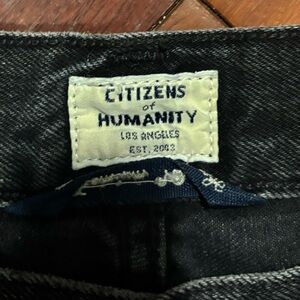 CITIZENS
of
HUMANITY
LOS ANGELES
EST. 2003